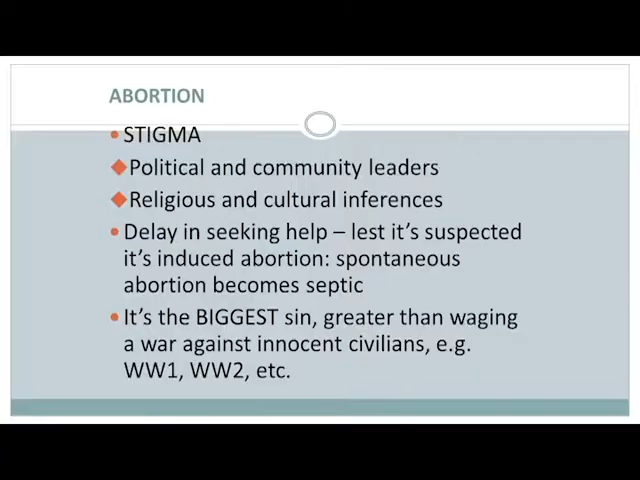 ABORTION
• STIGMA
◆Political and community leaders
◆Religious and cultural inferences
• Delay in seeking help – lest it's suspected
it's induced abortion: spontaneous
abortion becomes septic
• It's the BIGGEST sin, greater than waging
a war against innocent civilians, e.g.
WW1, WW2, etc.